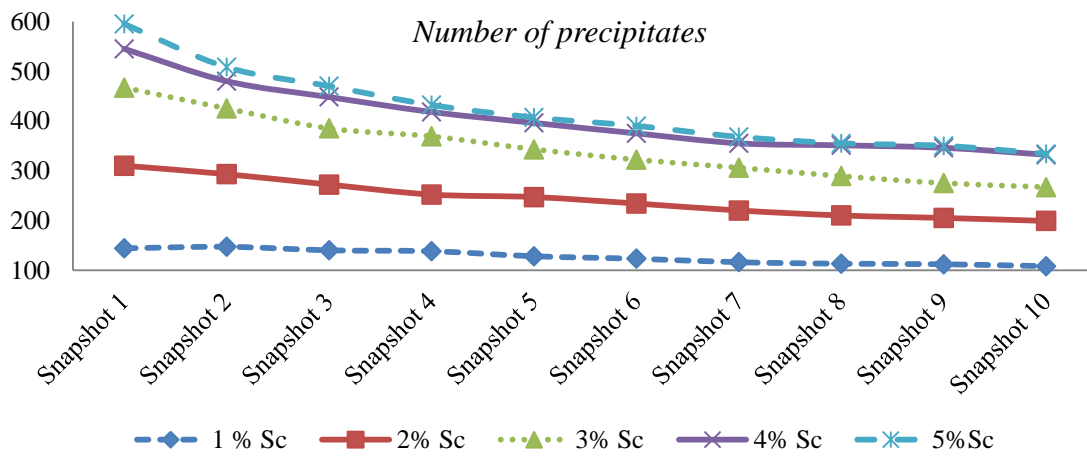 Number of precipitates
600
500
400
300
200
100
Snapshot 1
Snapshot 2
Snapshot 3
Snapshot 4
Snapshot 5
Snapshot 6
Snapshot 7
Snapshot 8
Snapshot 9
Snapshot 10
1 % Sc
2% Sc
3% Sc
4% Sc
5%Sc